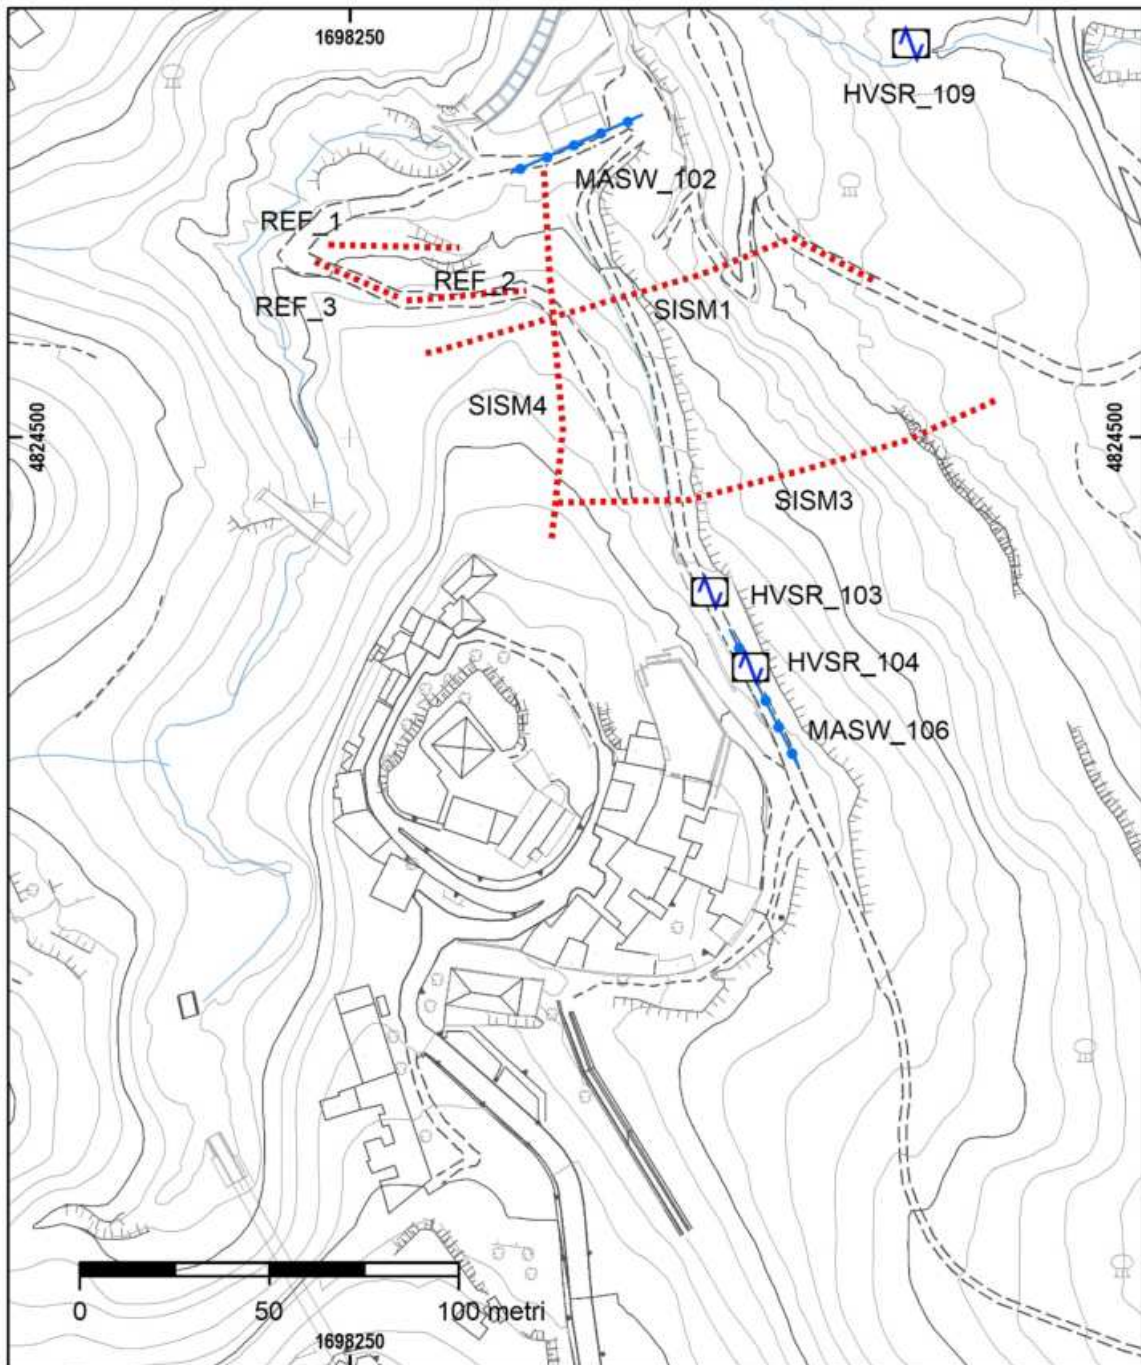 1698250
HVSR_109
MASW_102
REF_1
REF_2
REF_3
SISM1
SISM4
4824500
4824500
SISM3
HVSR_103
HVSR_104
MASW_106
0 50 100 metri
1698250